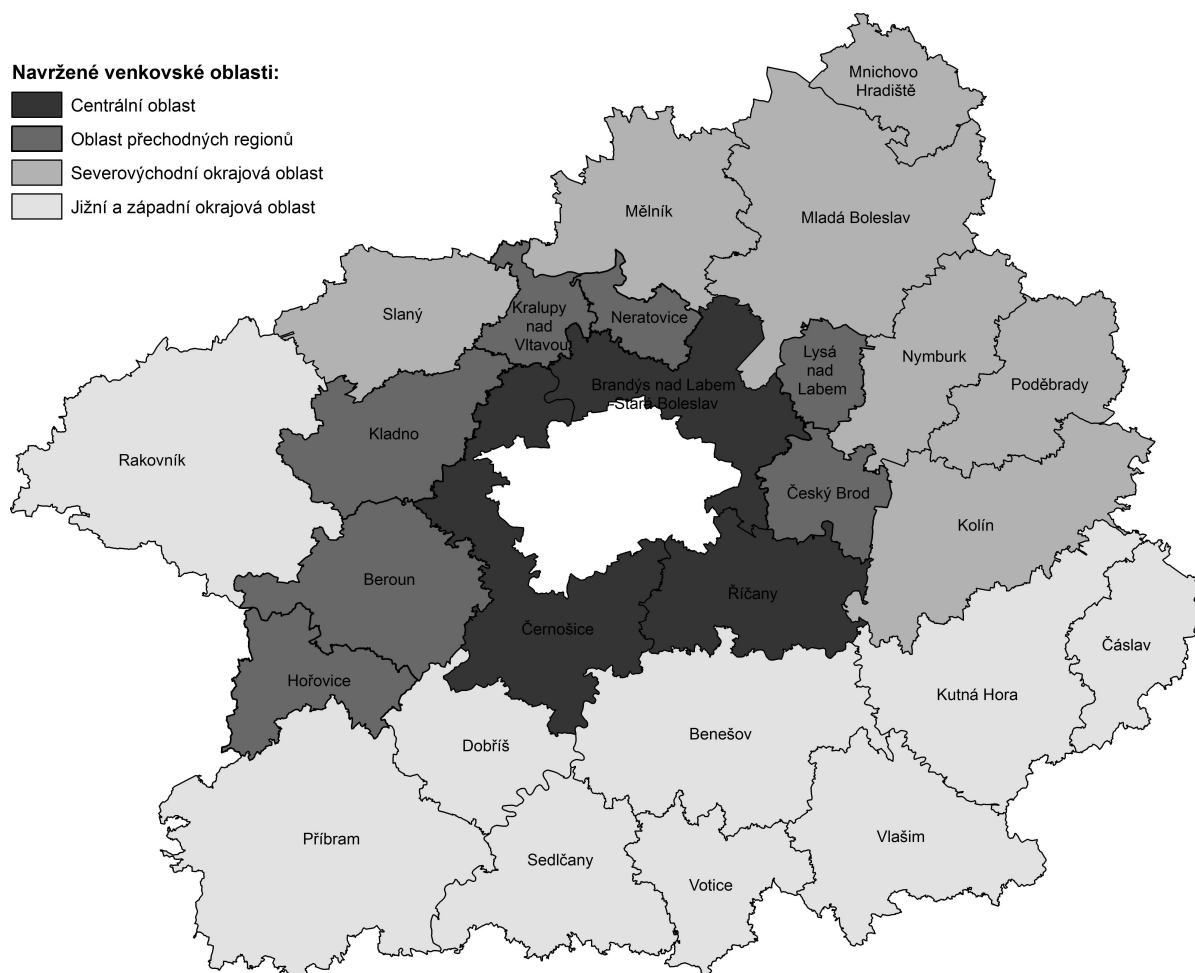 Navržené venkovské oblasti:
Centrální oblast
Oblast přechodných regionů
Severovýchodní okrajová oblast
Jižní a západní okrajová oblast
Mnichovo
Hradiště
Mělník
Mladá Boleslav
Slaný
Kralupy
nad
Vltavou
Neratovice
Lysá
nad
Labem
Nymburk
Poděbrady
Brandýs nad Labem
-Stará Boleslav
Rakovník
Kladno
Český Brod
Kolín
Beroun
Říčany
Černošice
Čáslav
Hořovice
Kutná Hora
Dobříš
Benešov
Příbram
Sedlčany
Votice
Vlašim